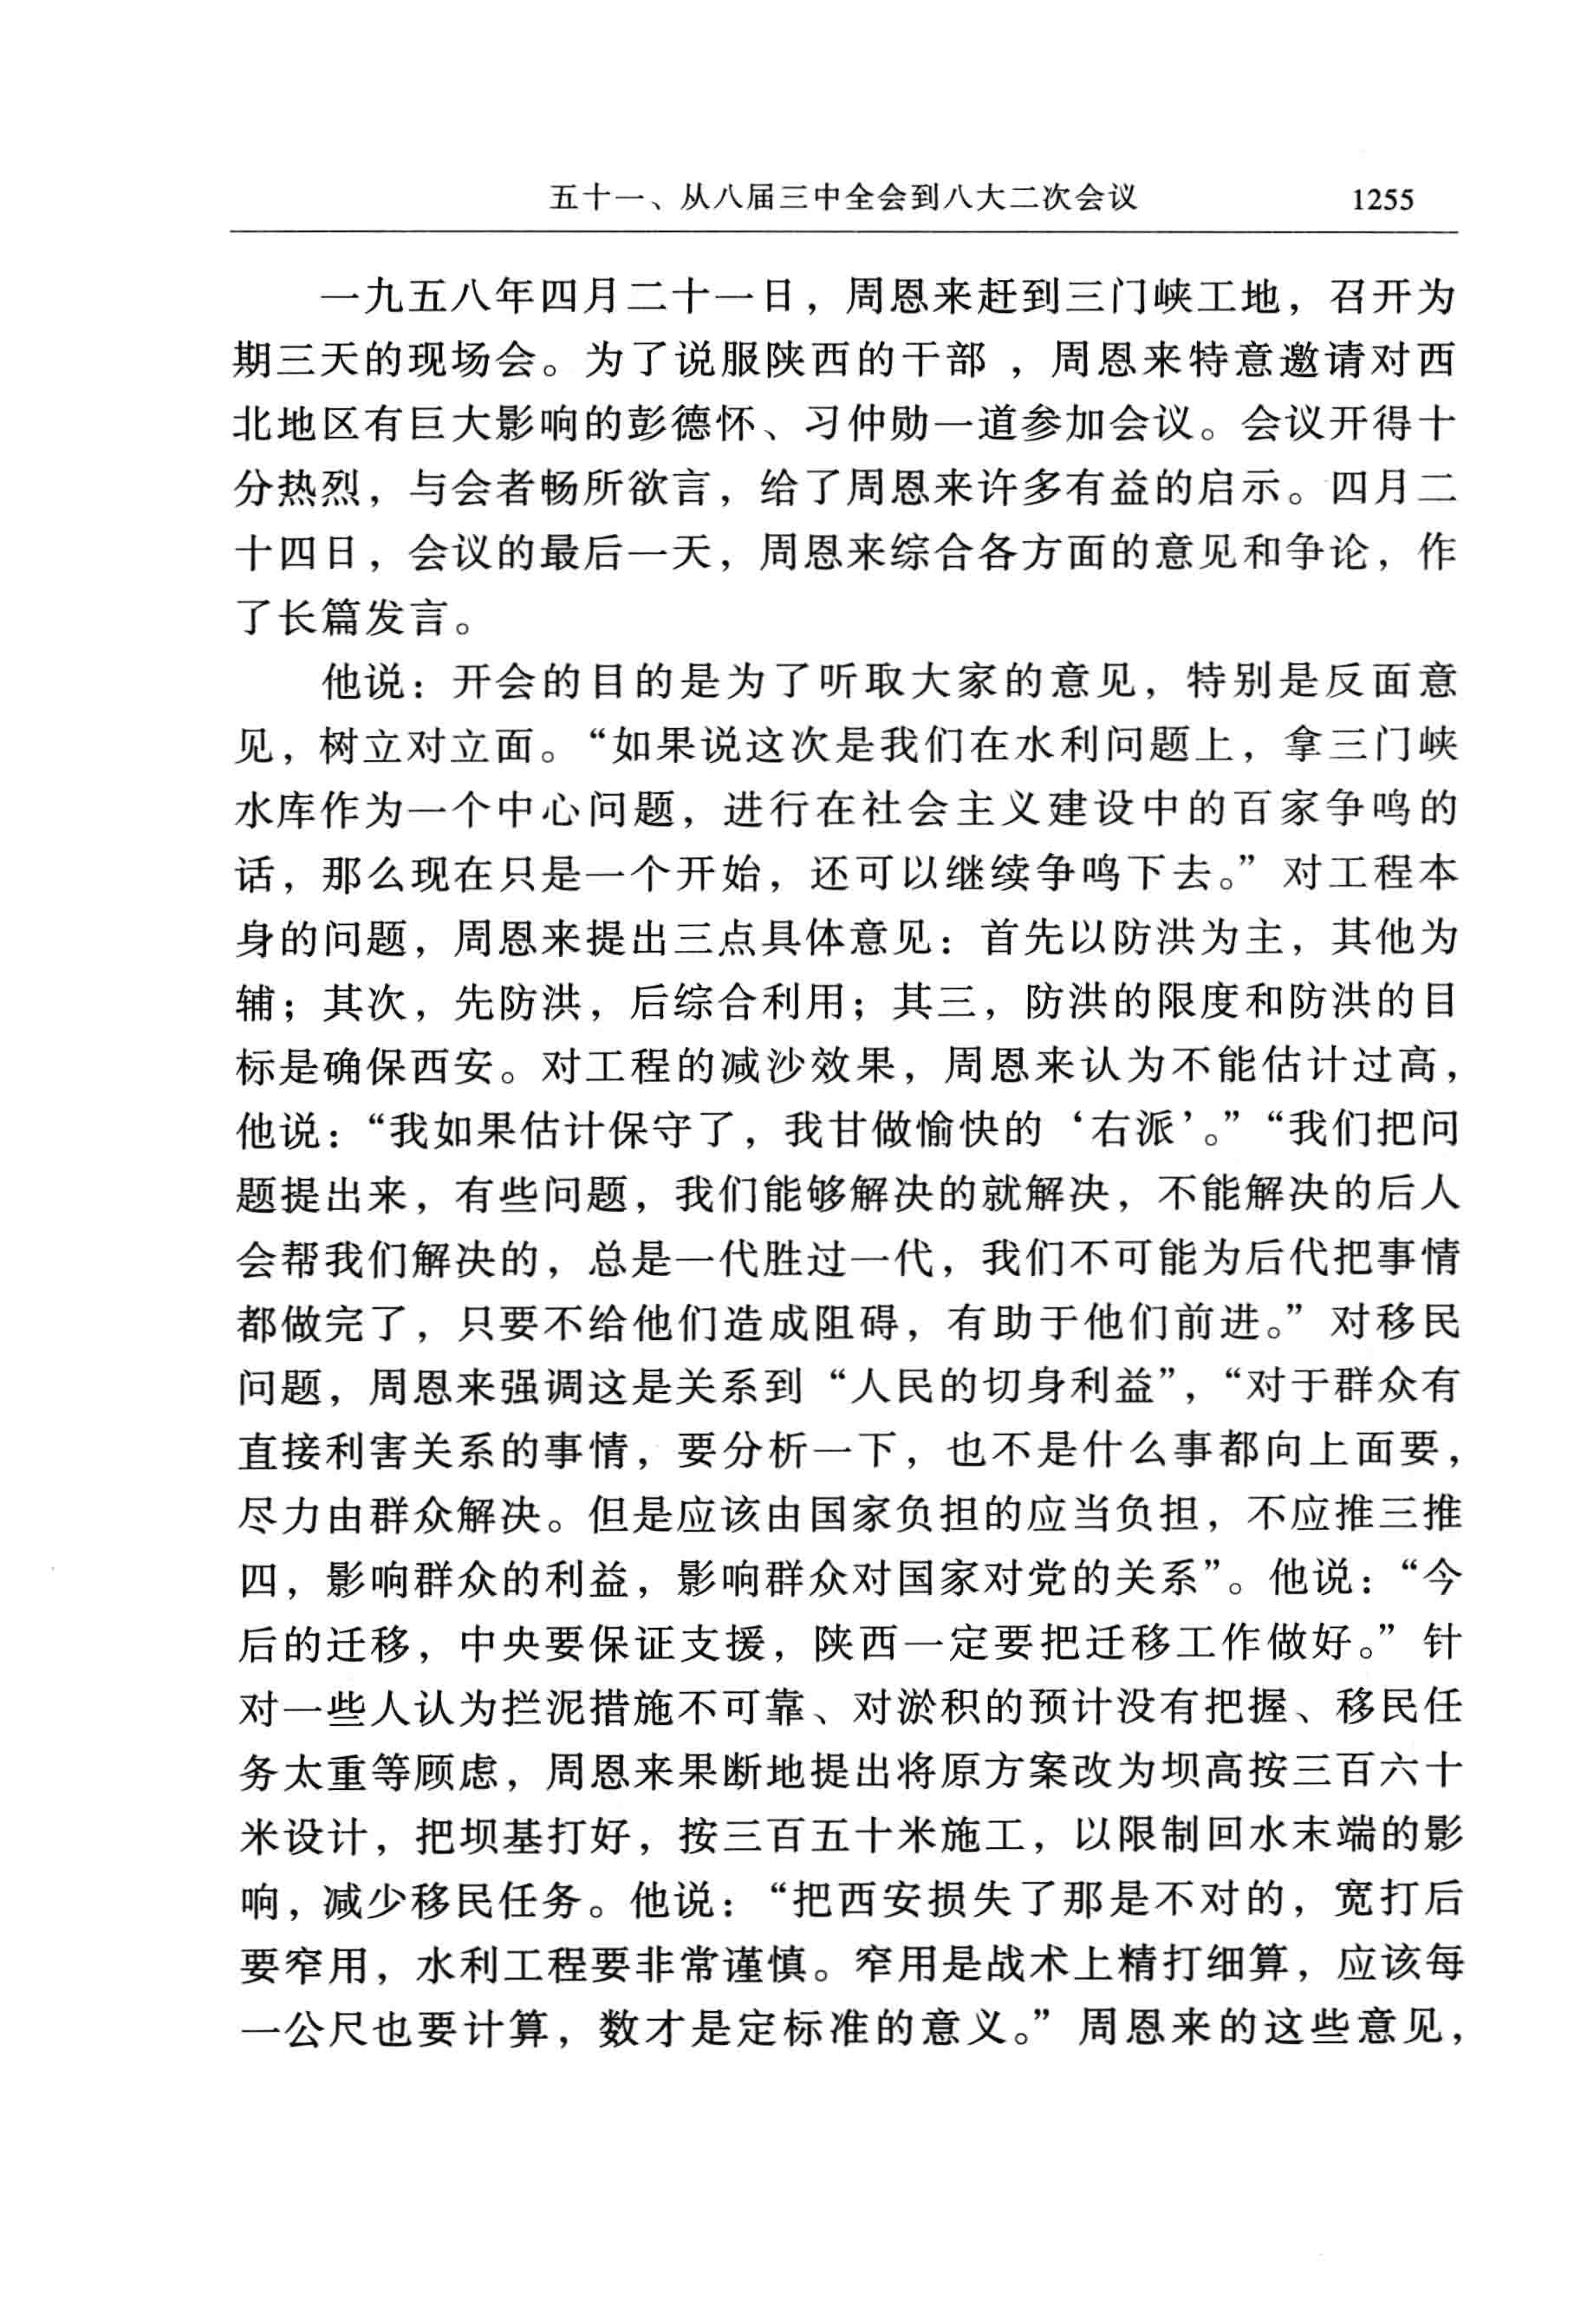 五十一、从八届三中全会到八大二次会议 1255
一九五八年四月二十一日，周恩来赶到三门峡工地，召开为
期三天的现场会。为了说服陕西的干部，周恩来特意邀请对西
北地区有巨大影响的彭德怀、习仲勋一道参加会议。会议开得十
分热烈，与会者畅所欲言，给了周恩来许多有益的启示。四月二
十四日，会议的最后一天，周恩来综合各方面的意见和争论，作
了长篇发言。
他说：开会的目的是为了听取大家的意见，特别是反面意
见，树立对立面。“如果说这次是我们在水利问题上，拿三门峡
水库作为一个中心问题，进行在社会主义建设中的百家争鸣的
话，那么现在只是一个开始，还可以继续争鸣下去。”对工程本
身的问题，周恩来提出三点具体意见：首先以防洪为主，其他为
辅；其次，先防洪，后综合利用；其三，防洪的限度和防洪的目
标是确保西安。对工程的减沙效果，周恩来认为不能估计过高，
他说：“我如果估计保守了，我甘做愉快的‘右派’。”“我们把问
题提出来，有些问题，我们能够解决的就解决，不能解决的后人
会帮我们解决的，总是一代胜过一代，我们不可能为后代把事情
都做完了，只要不给他们造成阻碍，有助于他们前进。”对移民
问题，周恩来强调这是关系到“人民的切身利益”，“对于群众有
直接利害关系的事情，要分析一下，也不是什么事都向上面要，
尽力由群众解决。但是应该由国家负担的应当负担，不应推三推
四，影响群众的利益，影响群众对国家对党的关系”。他说：“今
后的迁移，中央要保证支援，陕西一定要把迁移工作做好。”针
对一些人认为拦泥措施不可靠、对淤积的预计没有把握、移民任
务太重等顾虑，周恩来果断地提出将原方案改为坝高按三百六十
米设计，把坝基打好，按三百五十米施工，以限制回水末端的影
响，减少移民任务。他说：“把西安损失了那是不对的，宽打后
要窄用，水利工程要非常谨慎。窄用是战术上精打细算，应该每
一公尺也要计算，数才是定标准的意义。”周恩来的这些意见，